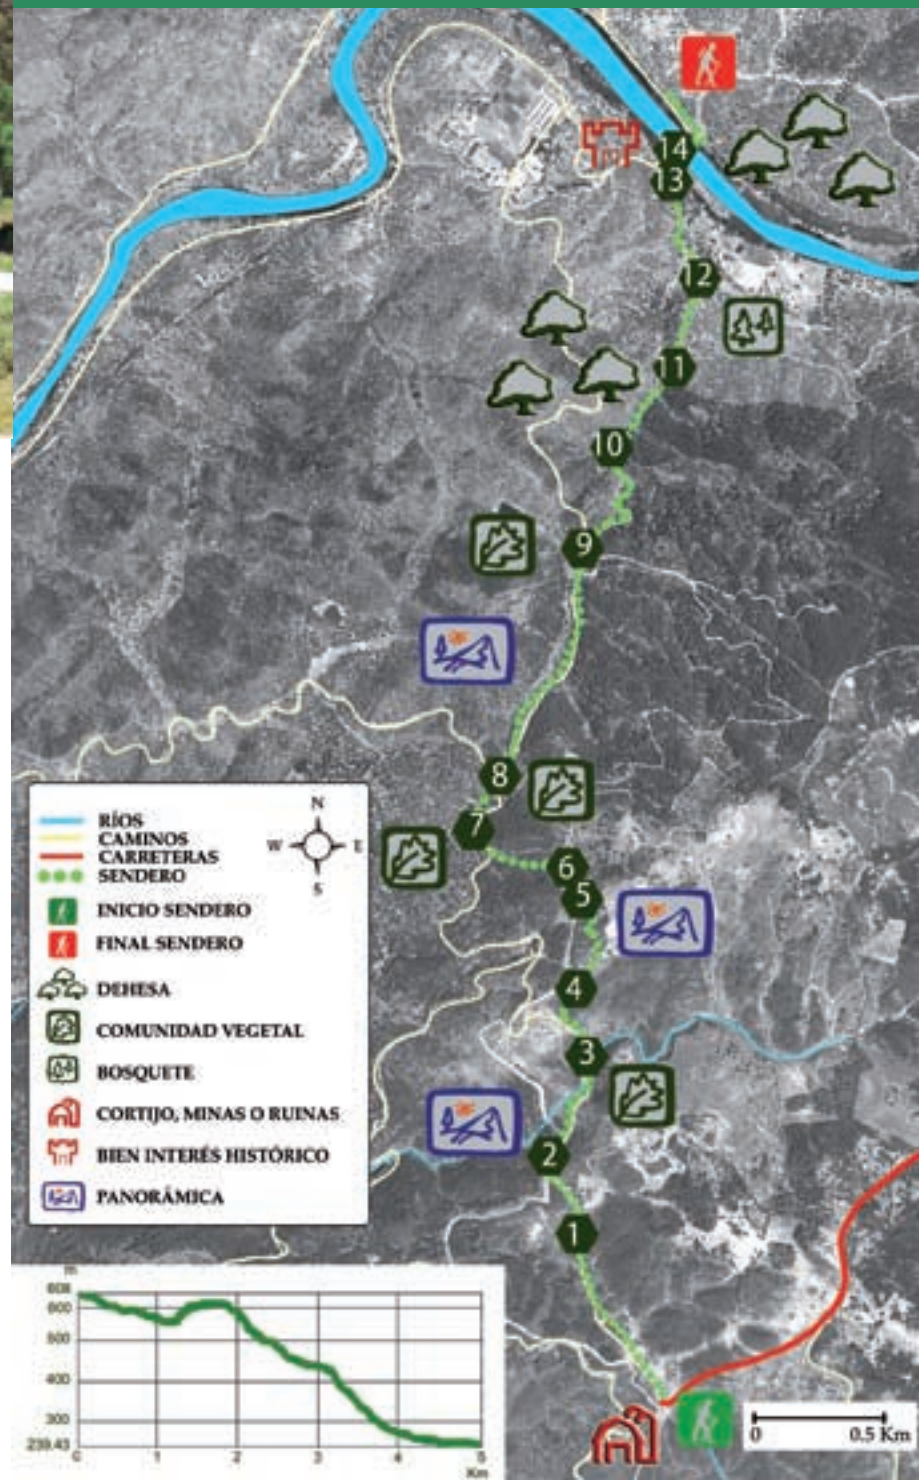 14
13
12
11
10
9
8
7
6
5
4
3
2
1
N
W E
S
RÍOS
CAMINOS
CARRETERAS
SENDERO
INICIO SENDERO
FINAL SENDERO
DEHESA
COMUNIDAD VEGETAL
BOSQUETE
CORTIJO, MINAS O RUINAS
BIEN INTERÉS HISTÓRICO
PANORÁMICA
m
608
600
500
400
300
239.43
0 1 2 3 4 5
Km
0 0.5 Km